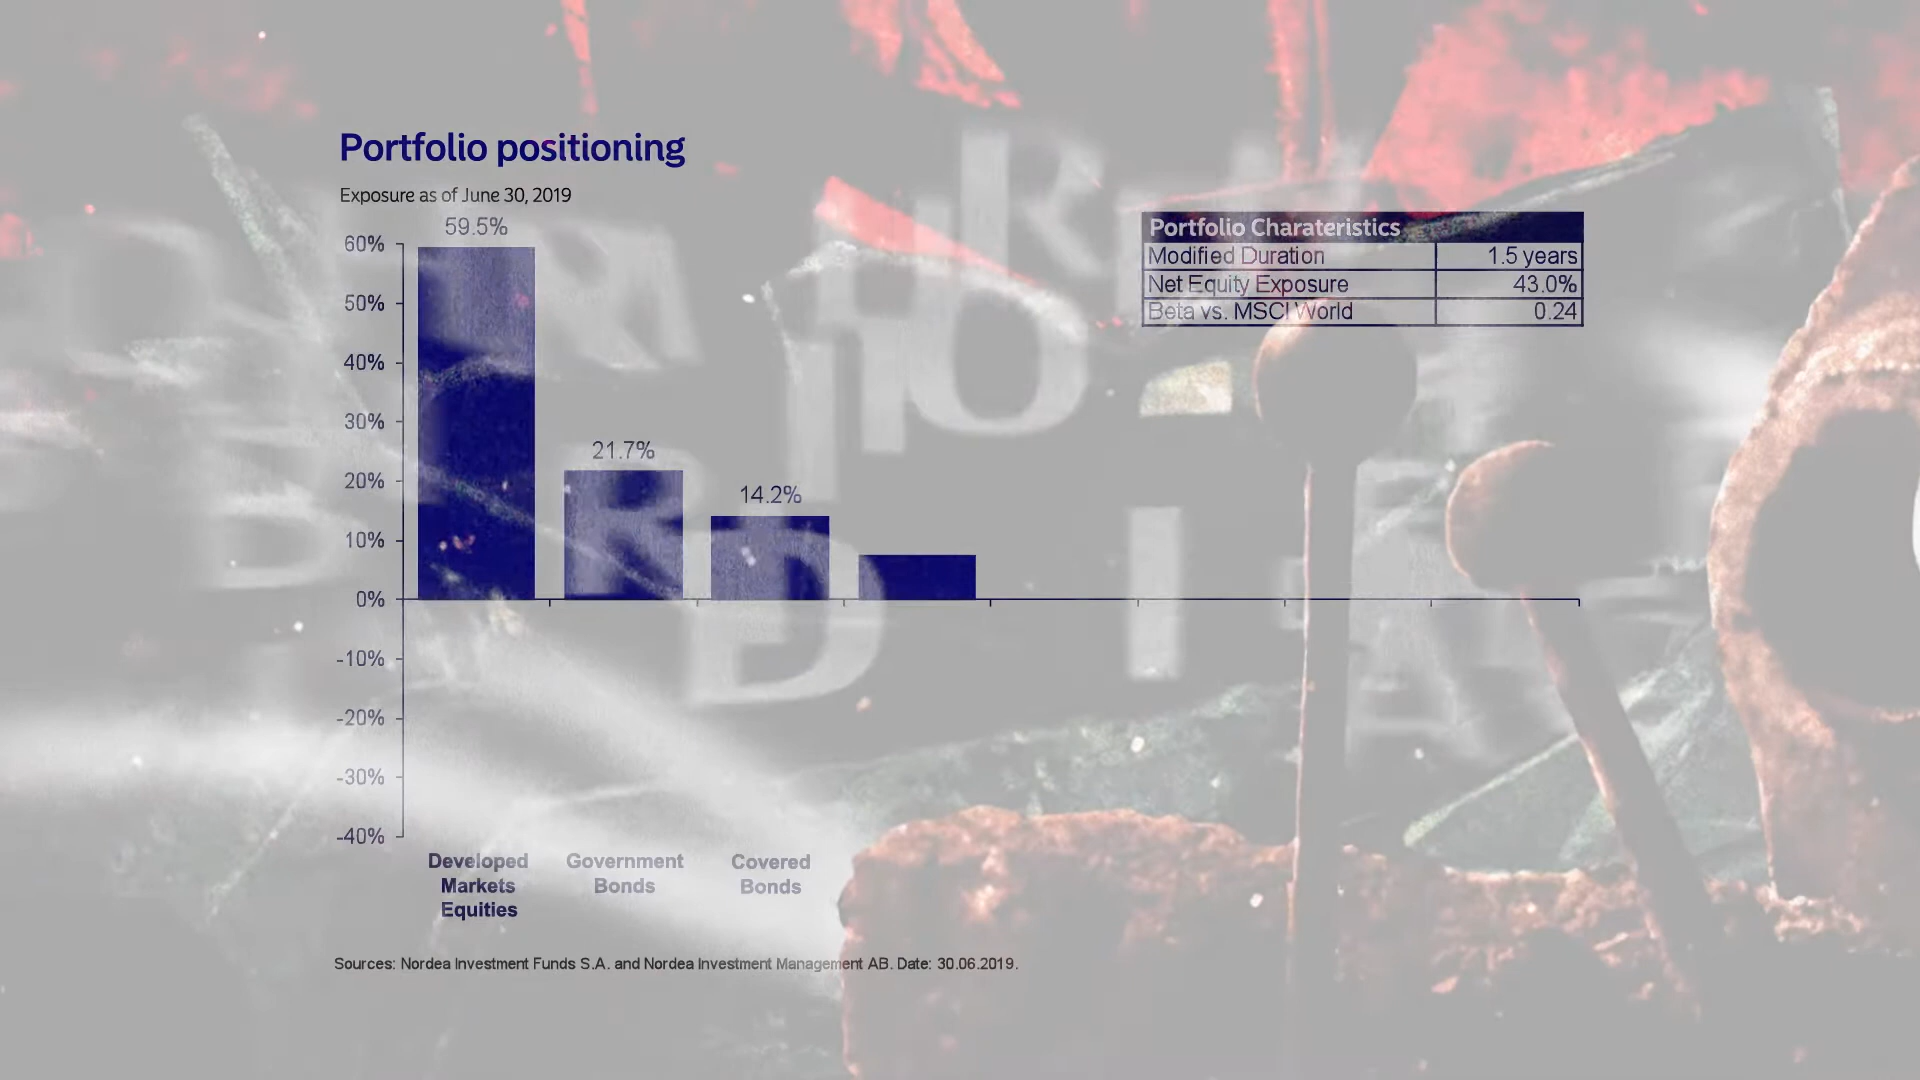 Portfolio positioning
Exposure as of June 30, 2019
59.5%
60%
50%
40%
30%
21.7%
20%
14.2%
10%
0%
-10%
-20%
-30%
-40%
Developed
Markets
Equities
Government
Bonds
Covered
Bonds
Portfolio Charateristics
Modified Duration 1.5 years
Net Equity Exposure 43.0%
Beta vs. MSCI World 0.24
Sources: Nordea Investment Funds S.A. and Nordea Investment Management AB. Date: 30.06.2019.